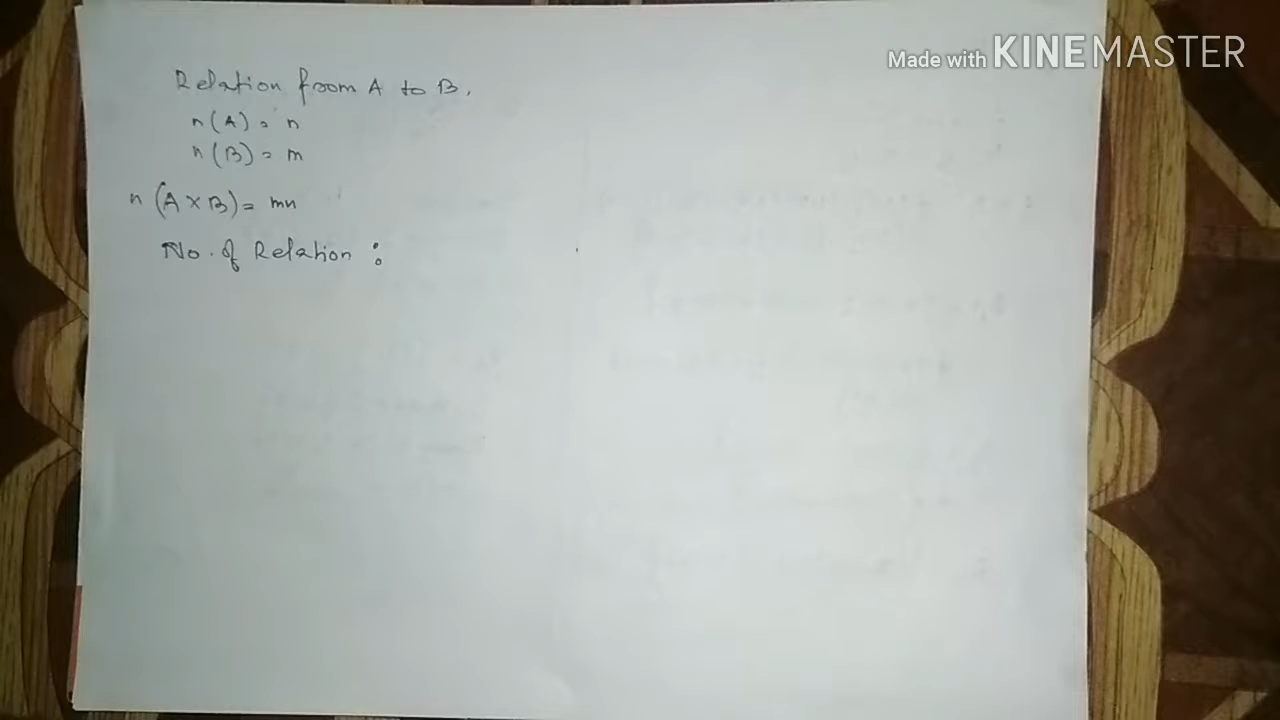 Made with KINEMASTER
Relation from A to B.
n(A) = n
n(B) = m
n(A×B) = mn
No. of Relation :